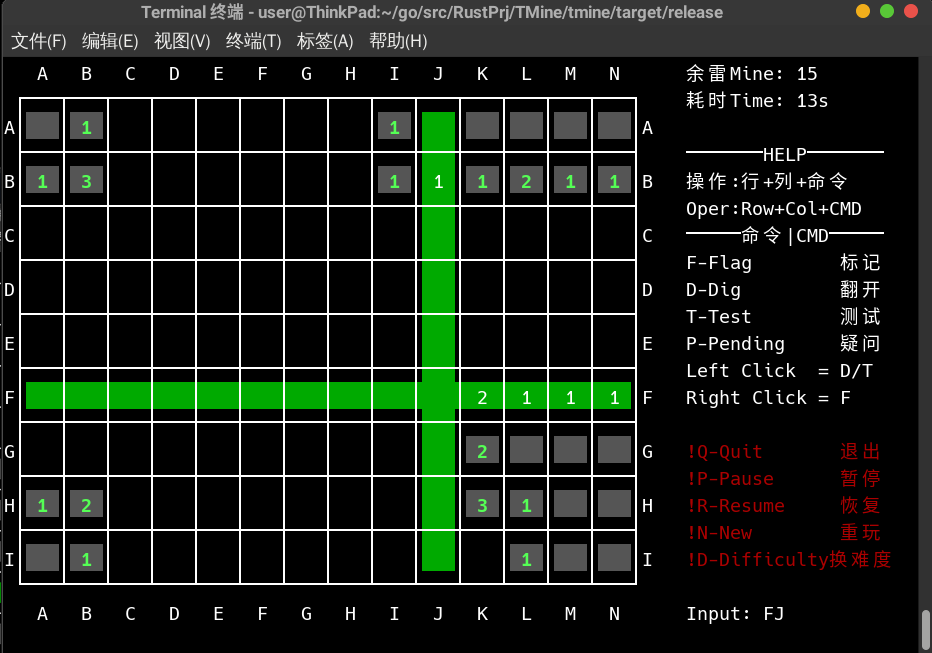 Terminal 终端 - user@ThinkPad:~/go/src/RustPrj/TMine/tmine/target/release
文件(F) 编辑(E) 视图(V) 终端(T) 标签(A) 帮助(H)
A B C D E F G H I J K L M N 余雷Mine: 15
耗时Time: 13s
A 1 1 A
HELP
B 1 3 1 1 1 2 1 1 B 操作:行+列+命令
Oper:Row+Col+CMD
C C 命令|CMD
F-Flag 标记
D D D-Dig 翻开
T-Test 测试
E E P-Pending 疑问
Left Click = D/T
F 2 1 1 1 F Right Click = F
G 2 G !Q-Quit 退出
!P-Pause 暂停
H 1 2 3 1 H !R-Resume 恢复
!N-New 重玩
I 1 1 I !D-Difficulty换难度
A B C D E F G H I J K L M N Input: FJ